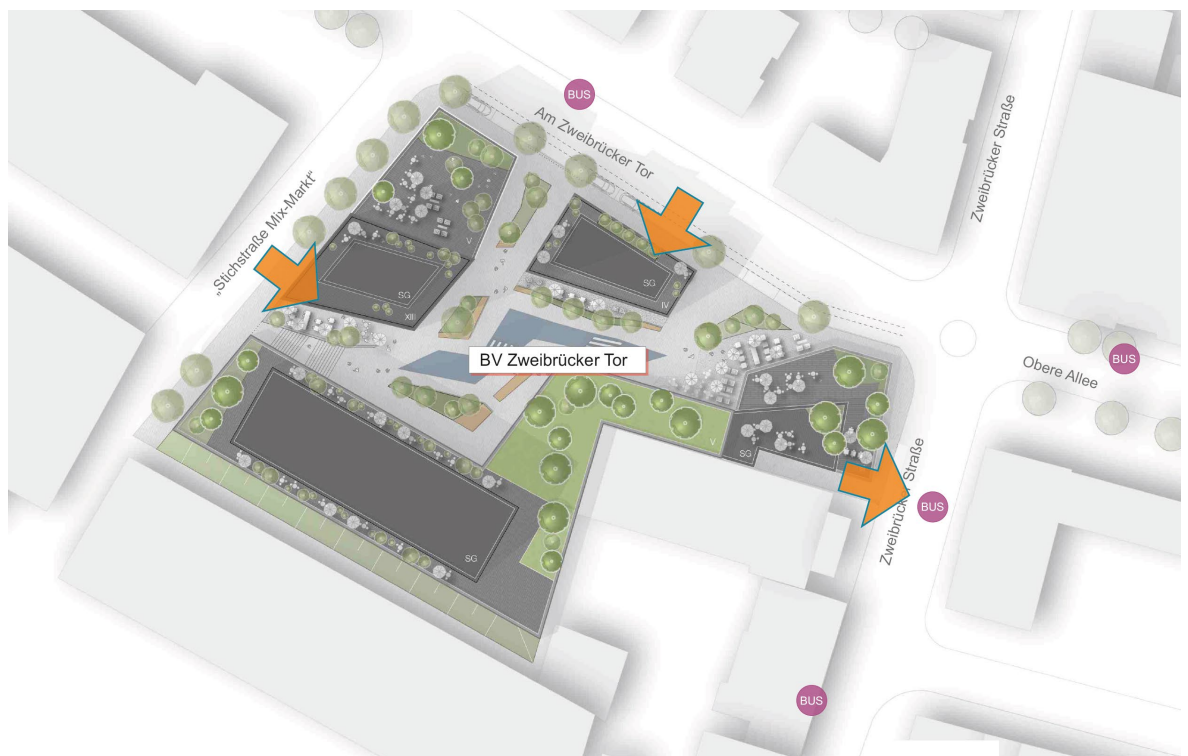 BUS
Am Zweibrücker Tor
Zweibrücker Straße
„Stichstraße Mix-Markt“
V
SG
XIII
SG
IV
BV Zweibrücker Tor
BUS
Obere Allee
V
SG
Zweibrücker Straße
BUS
SG
BUS